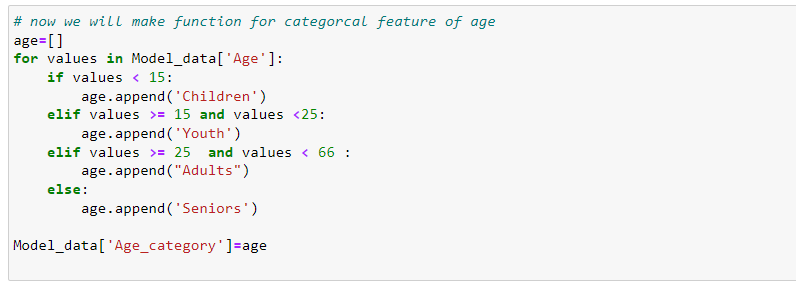 # now we will make function for categorcal feature of age
age=[]
for values in Model_data['Age']:
    if values < 15:
        age.append('Children')
    elif values >= 15 and values <25:
        age.append('Youth')
    elif values >= 25  and values < 66 :
        age.append("Adults")
    else:
        age.append('Seniors')

Model_data['Age_category']=age